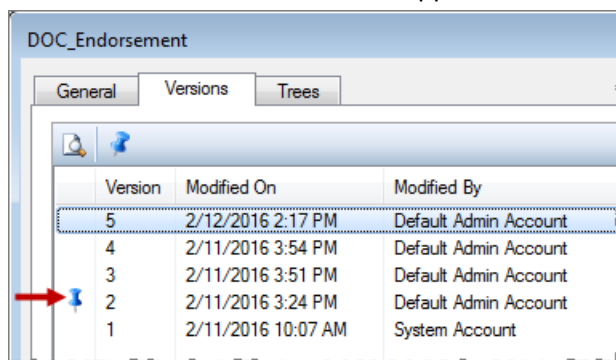 DOC_Endorsement
General Versions Trees
Version Modified On Modified By
5 2/12/2016 2:17 PM Default Admin Account
4 2/11/2016 3:54 PM Default Admin Account
3 2/11/2016 3:51 PM Default Admin Account
2 2/11/2016 3:24 PM Default Admin Account
1 2/11/2016 10:07 AM System Account